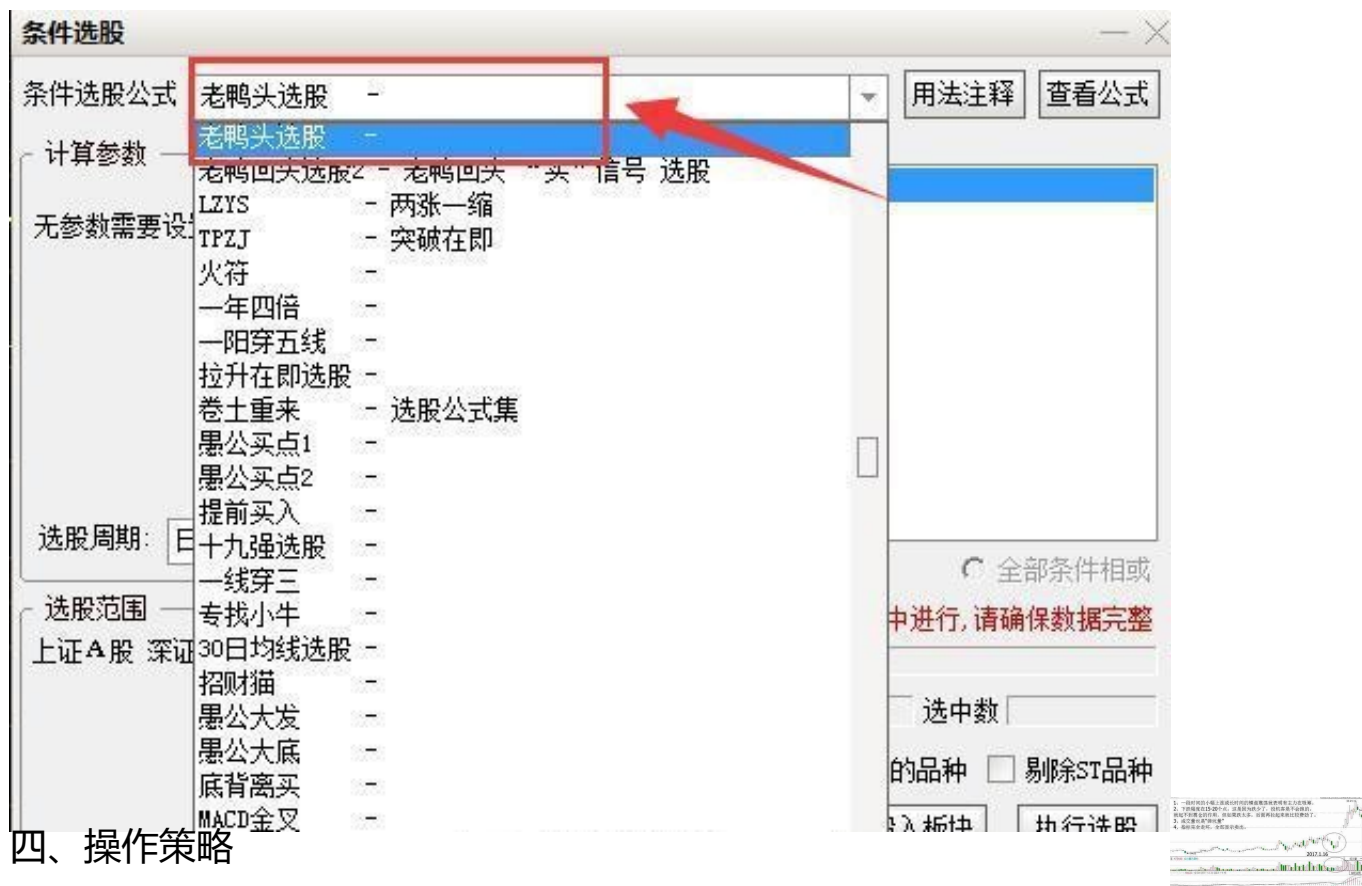 条件选股
条件选股公式 老鸭头选股 - 用法注释 查看公式
老鸭头选股 -
计算参数
老鸭回头选股2 - 老鸭回头 “买”信号 选股
LZYS - 两涨一缩
无参数需要设
TPZJ - 突破在即
火符 -
一年四倍 -
一阳穿五线 -
拉升在即选股 -
卷土重来 - 选股公式集
愚公买点1 -
愚公买点2 -
提前买入 -
选股周期: 日
十九强选股 -
全部条件相或
一线穿三 -
选股范围
专找小牛 -
中进行,请确保数据完整
上证A股 深证
30日均线选股 -
招财猫 -
愚公大发 -
选中数
愚公大底 -
底背离买 -
的品种 剔除ST品种
MACD金叉 -
入板块 执行选股
四、操作策略
2017.1.16